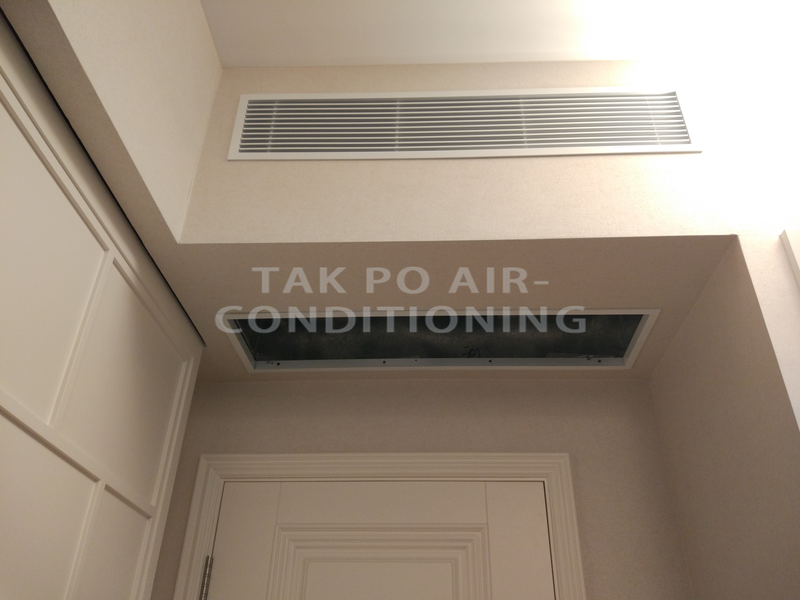 TAK PO AIR-
CONDITIONING